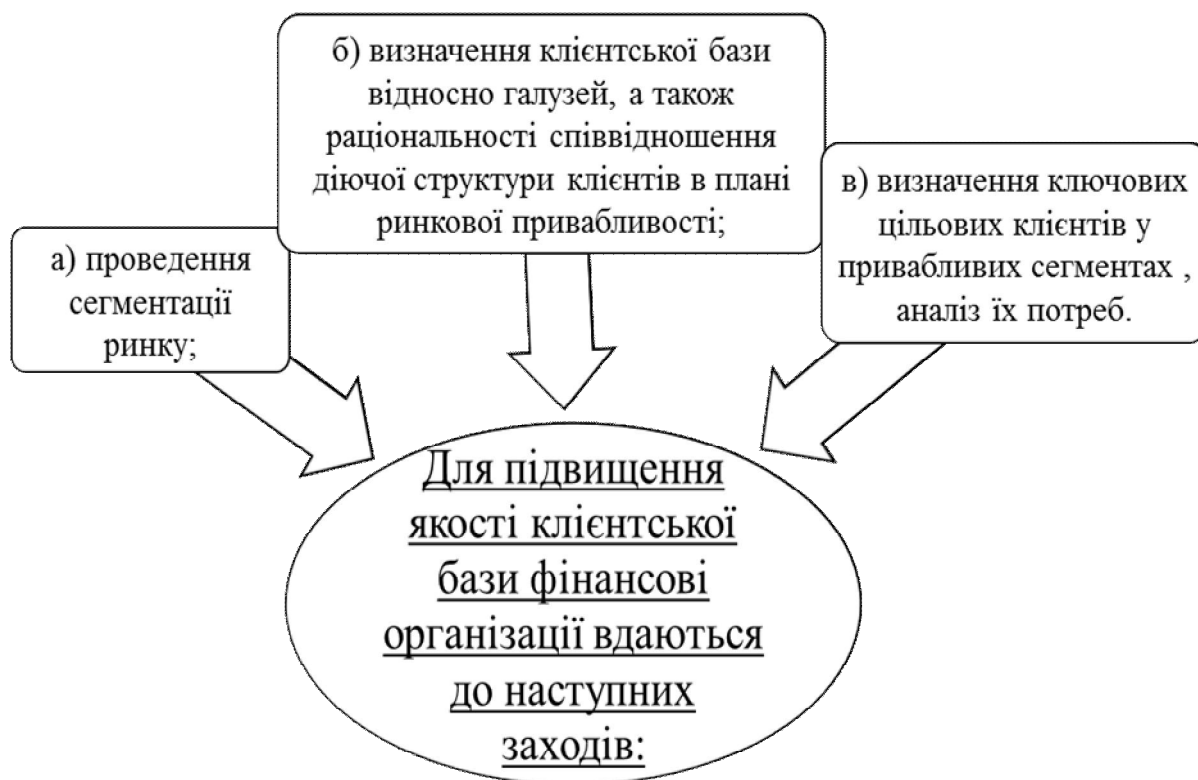 б) визначення клієнтської бази
відносно галузей, а також
раціональності співвідношення
діючої структури клієнтів в плані
ринкової привабливості;
а) проведення
сегментації
ринку;
в) визначення ключових
цільових клієнтів у
привабливих сегментах ,
аналіз їх потреб.
Для підвищення
якості клієнтської
бази фінансові
організації вдаються
до наступних
заходів: